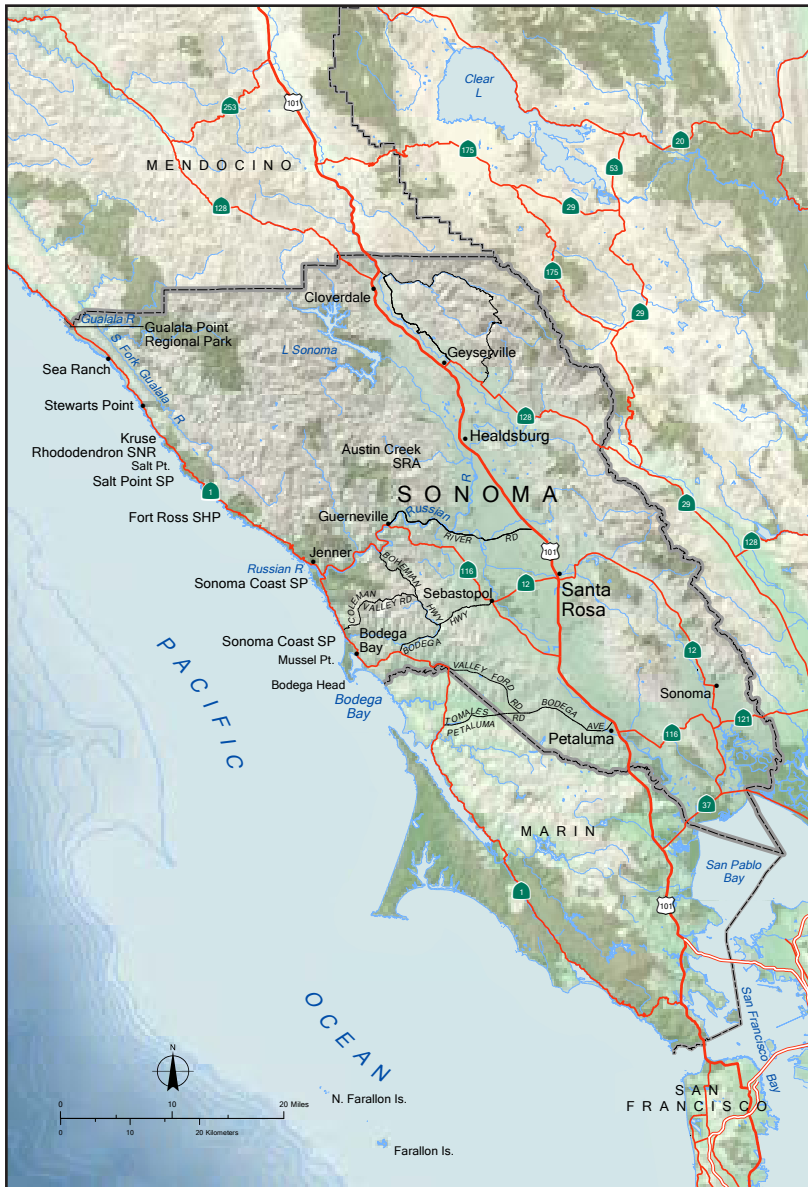 Clear
L
253
101
20
MENDOCINO
175
53
128
29
175
Cloverdale
29
Gualala R
Gualala Point
Regional Park
L Sonoma
S Fork Gualala R
Geyserville
Sea Ranch
Stewarts Point
128
Kruse
Rhododendron SNR
Healdsburg
Austin Creek
SRA
Salt Pt.
Salt Point SP
SONOMA
1
29
Fort Ross SHP
Guerneville
Russian R
RIVER RD
128
101
Jenner
Russian R
BOHEMIAN HWY
116
12
Santa
Rosa
Sonoma Coast SP
Sebastopol
COLEMAN
VALLEY RD
BODEGA HWY
Sonoma Coast SP
Bodega
Bay
12
Mussel Pt.
VALLEY FORD RD
Bodega Head
Sonoma
Bodega
Bay
TOMALES
PETALUMA RD
BODEGA AVE
121
Petaluma
116
PACIFIC
37
MARIN
San Pablo
Bay
1
101
OCEAN
San Francisco Bay
N
SAN
FRANCISCO
N. Farallon Is.
0 10 20 Miles
0 10 20 Kilometers
Farallon Is.